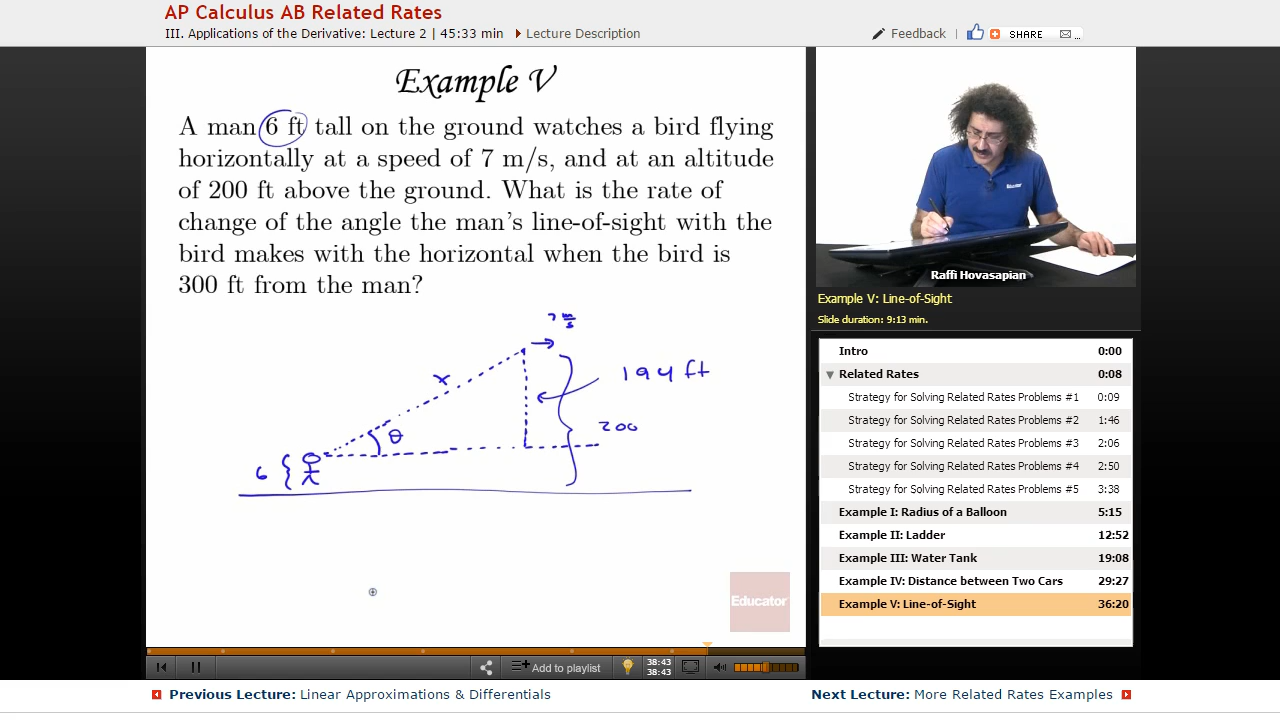 AP Calculus AB Related Rates
III. Applications of the Derivative: Lecture 2 | 45:33 min
Lecture Description
Feedback
SHARE
Example V
A man 6 ft tall on the ground watches a bird flying
horizontally at a speed of 7 m/s, and at an altitude
of 200 ft above the ground. What is the rate of
change of the angle the man's line-of-sight with the
bird makes with the horizontal when the bird is
300 ft from the man?
7 m/s
x
194 ft
θ
200
6
Educator
Add to playlist
38:43
38:43
Educator
Raffi Hovasapian
Example V: Line-of-Sight
Slide duration: 9:13 min.
Intro 0:00
Related Rates 0:08
Strategy for Solving Related Rates Problems #1 0:09
Strategy for Solving Related Rates Problems #2 1:46
Strategy for Solving Related Rates Problems #3 2:06
Strategy for Solving Related Rates Problems #4 2:50
Strategy for Solving Related Rates Problems #5 3:38
Example I: Radius of a Balloon 5:15
Example II: Ladder 12:52
Example III: Water Tank 19:08
Example IV: Distance between Two Cars 29:27
Example V: Line-of-Sight 36:20
Previous Lecture: Linear Approximations & Differentials
Next Lecture: More Related Rates Examples